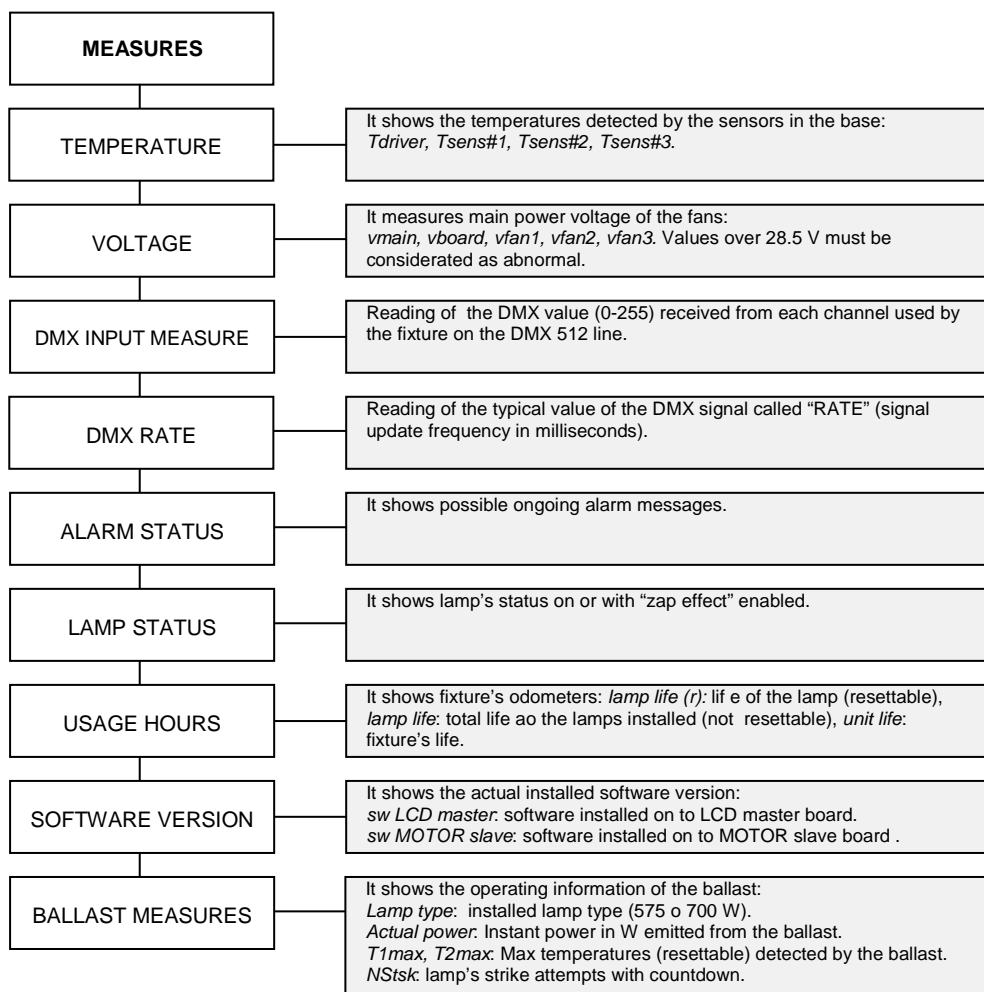 MEASURES
TEMPERATURE
It shows the temperatures detected by the sensors in the base:
Tdriver, Tsens#1, Tsens#2, Tsens#3.
VOLTAGE
It measures main power voltage of the fans:
vmain, vboard, vfan1, vfan2, vfan3. Values over 28.5 V must be
considerated as abnormal.
DMX INPUT MEASURE
Reading of  the DMX value (0-255) received from each channel used by
the fixture on the DMX 512 line.
DMX RATE
Reading of the typical value of the DMX signal called “RATE” (signal
update frequency in milliseconds).
ALARM STATUS
It shows possible ongoing alarm messages.
LAMP STATUS
It shows lamp’s status on or with “zap effect” enabled.
USAGE HOURS
It shows fixture’s odometers: lamp life (r): lif e of the lamp (resettable),
lamp life: total life ao the lamps installed (not  resettable), unit life:
fixture’s life.
SOFTWARE VERSION
It shows the actual installed software version:
sw LCD master: software installed on to LCD master board.
sw MOTOR slave: software installed on to MOTOR slave board .
BALLAST MEASURES
It shows the operating information of the ballast:
Lamp type:  installed lamp type (575 o 700 W).
Actual power: Instant power in W emitted from the ballast.
T1max, T2max: Max temperatures (resettable) detected by the ballast.
NStsk: lamp’s strike attempts with countdown.